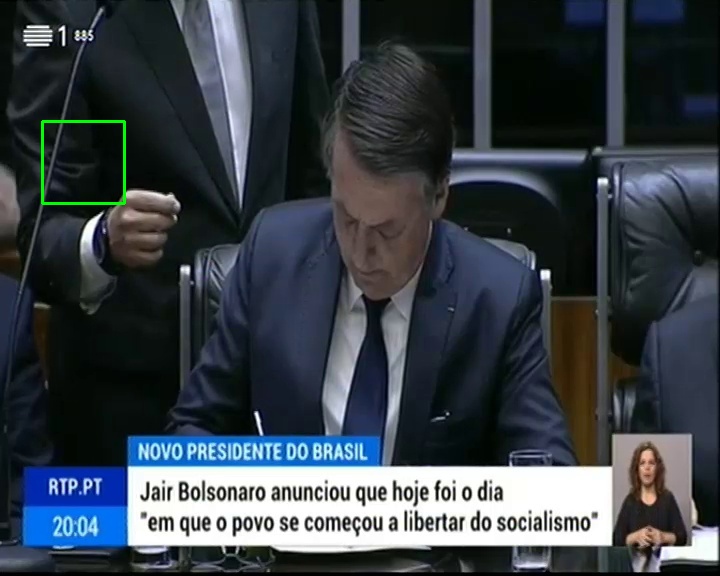 1 885
NOVO PRESIDENTE DO BRASIL
RTP.PT
Jair Bolsonaro anunciou que hoje foi o dia
20:04
"em que o povo se começou a libertar do socialismo"